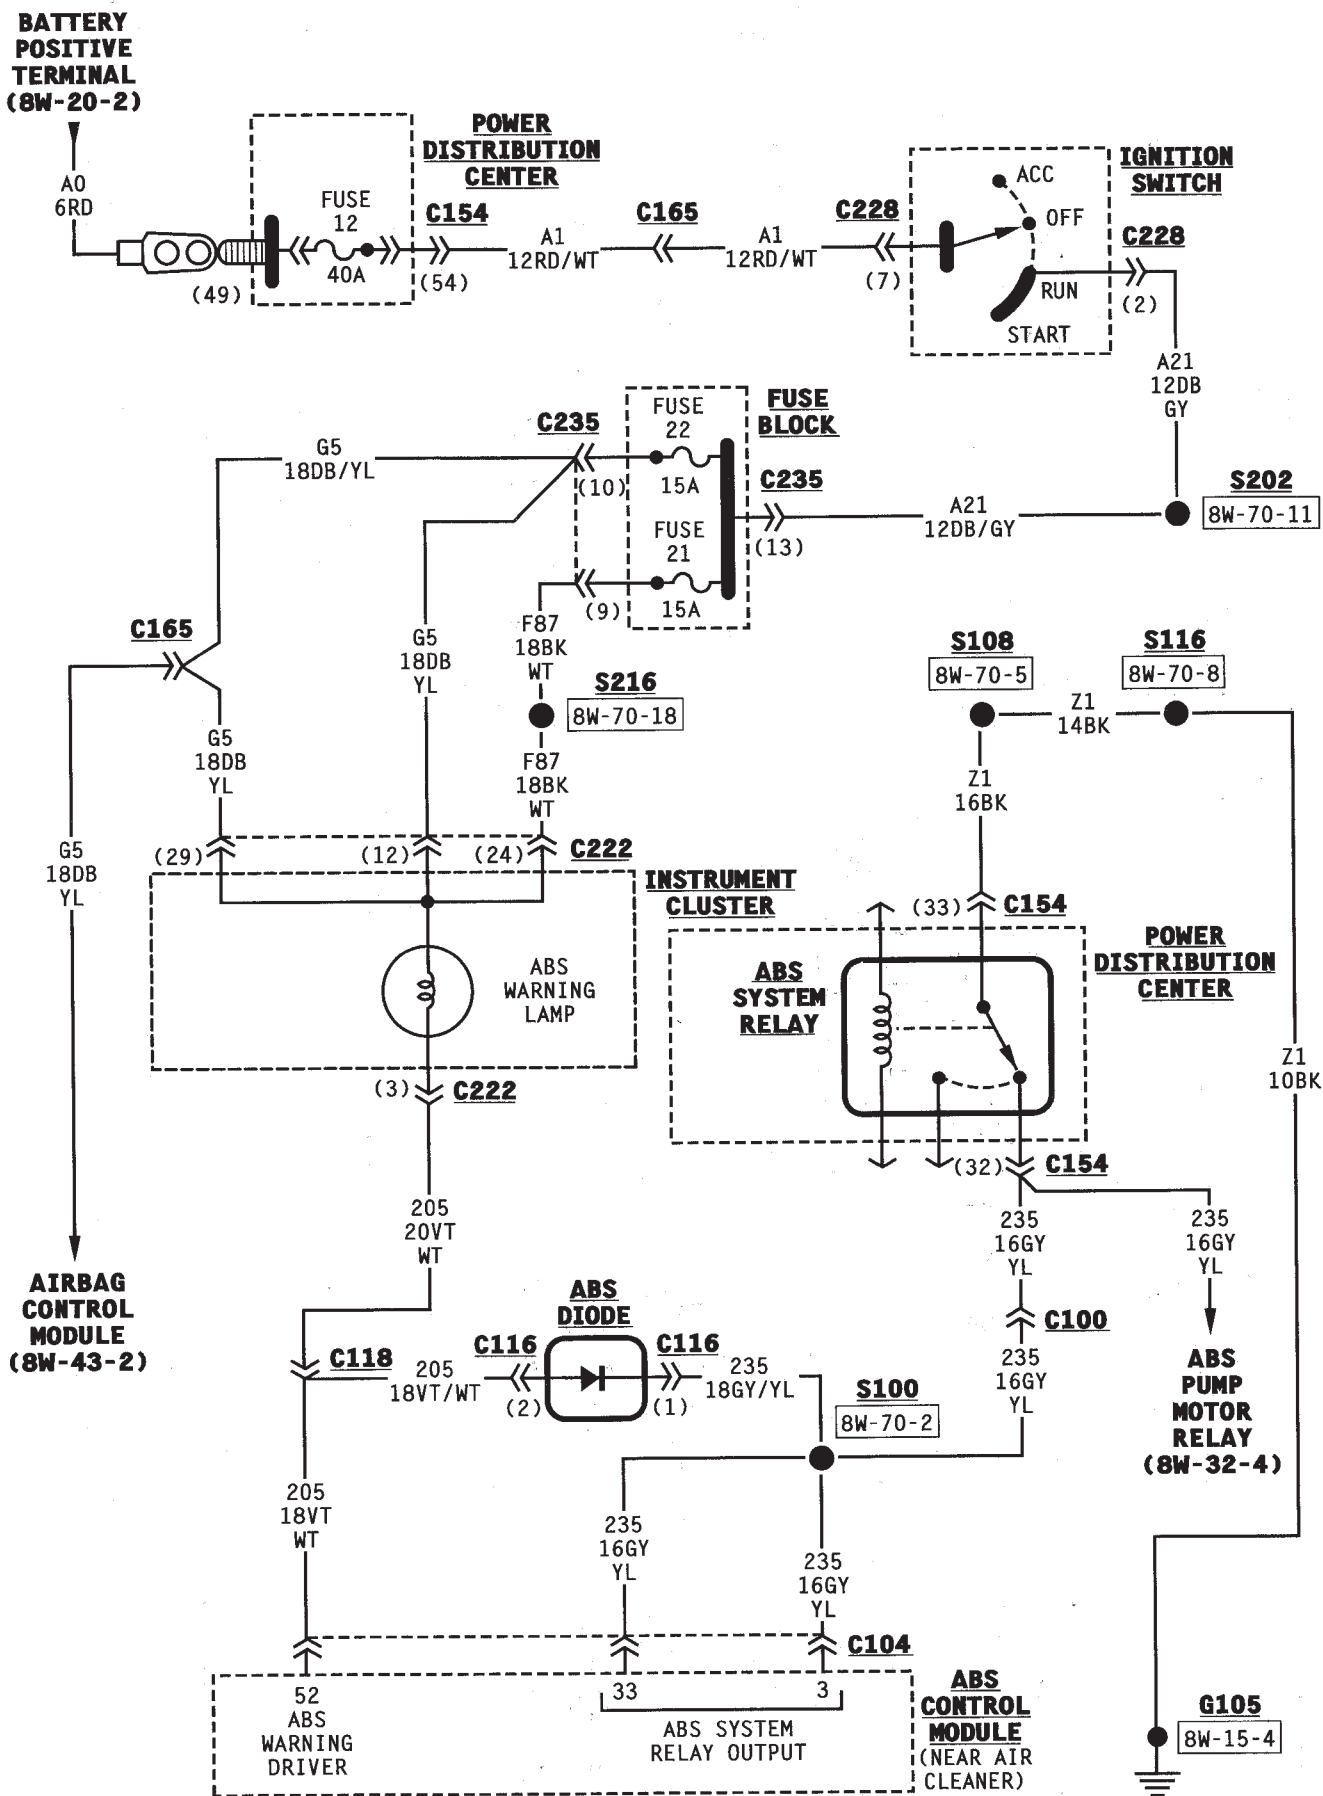 BATTERY
POSITIVE
TERMINAL
(8W-20-2)
A0
6RD
(49)
FUSE
12
40A
POWER
DISTRIBUTION
CENTER
C154
(54)
A1
12RD/WT
C165
A1
12RD/WT
C228
(7)
ACC
OFF
RUN
START
IGNITION
SWITCH
C228
(2)
A21
12DB
GY
S202
8W-70-11
A21
12DB/GY
C235
(13)
FUSE
BLOCK
FUSE
22
15A
FUSE
21
15A
C235
(10)
(9)
G5
18DB/YL
C165
G5
18DB
YL
F87
18BK
WT
S216
8W-70-18
F87
18BK
WT
G5
18DB
YL
G5
18DB
YL
(29)
(12)
(24)
C222
INSTRUMENT
CLUSTER
ABS
WARNING
LAMP
(3)
C222
S108
8W-70-5
S116
8W-70-8
Z1
14BK
Z1
16BK
(33)
C154
POWER
DISTRIBUTION
CENTER
ABS
SYSTEM
RELAY
Z1
10BK
(32)
C154
205
20VT
WT
235
16GY
YL
235
16GY
YL
AIRBAG
CONTROL
MODULE
(8W-43-2)
ABS
DIODE
C100
C118
205
18VT/WT
C116
(2)
C116
(1)
235
18GY/YL
235
16GY
YL
S100
8W-70-2
ABS
PUMP
MOTOR
RELAY
(8W-32-4)
205
18VT
WT
235
16GY
YL
235
16GY
YL
C104
52
ABS
WARNING
DRIVER
33
3
ABS SYSTEM
RELAY OUTPUT
ABS
CONTROL
MODULE
(NEAR AIR
CLEANER)
G105
8W-15-4